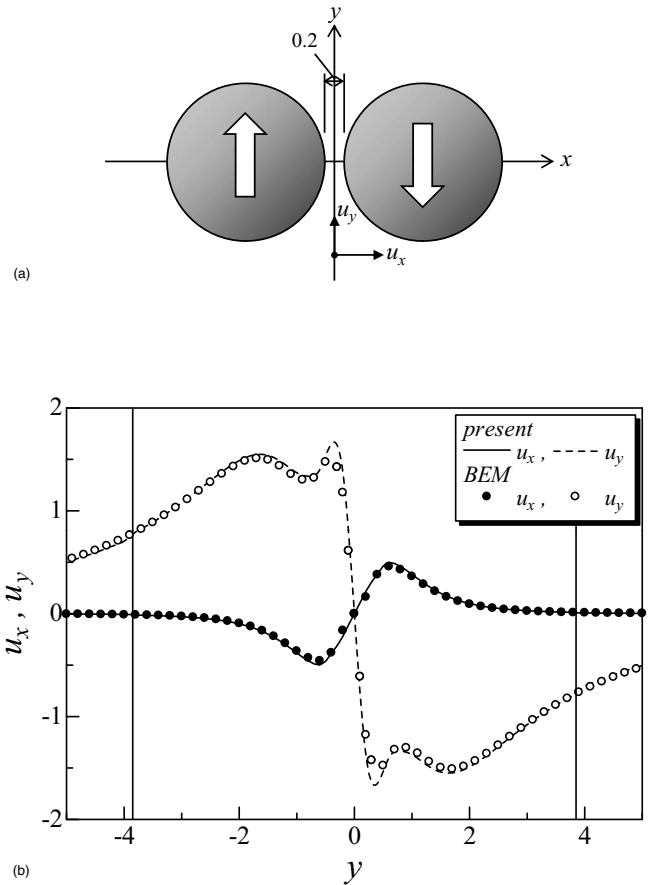 y
0.2
x
u_y
u_x
(a)
2
1
0
-1
-2
u_x , u_y
present
u_x , u_y
BEM
u_x , u_y
-4 -2 0 2 4
y
(b)